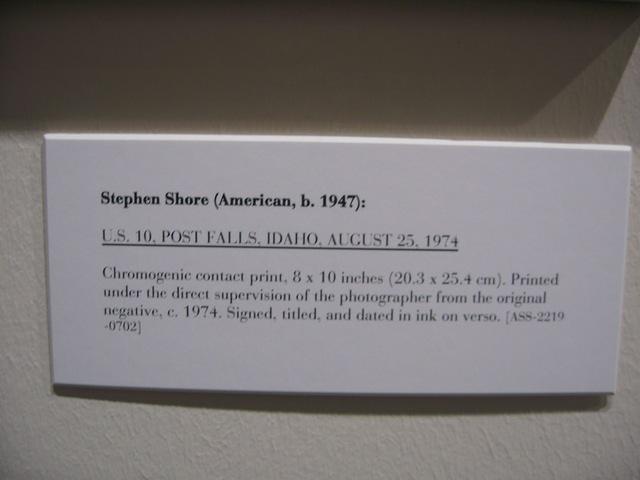 Stephen Shore (American, b. 1947):
U.S. 10, POST FALLS, IDAHO, AUGUST 25, 1974
Chromogenic contact print, 8 x 10 inches (20.3 x 25.4 cm). Printed
under the direct supervision of the photographer from the original
negative, c. 1974. Signed, titled, and dated in ink on verso. [ASS-2219
-0702]